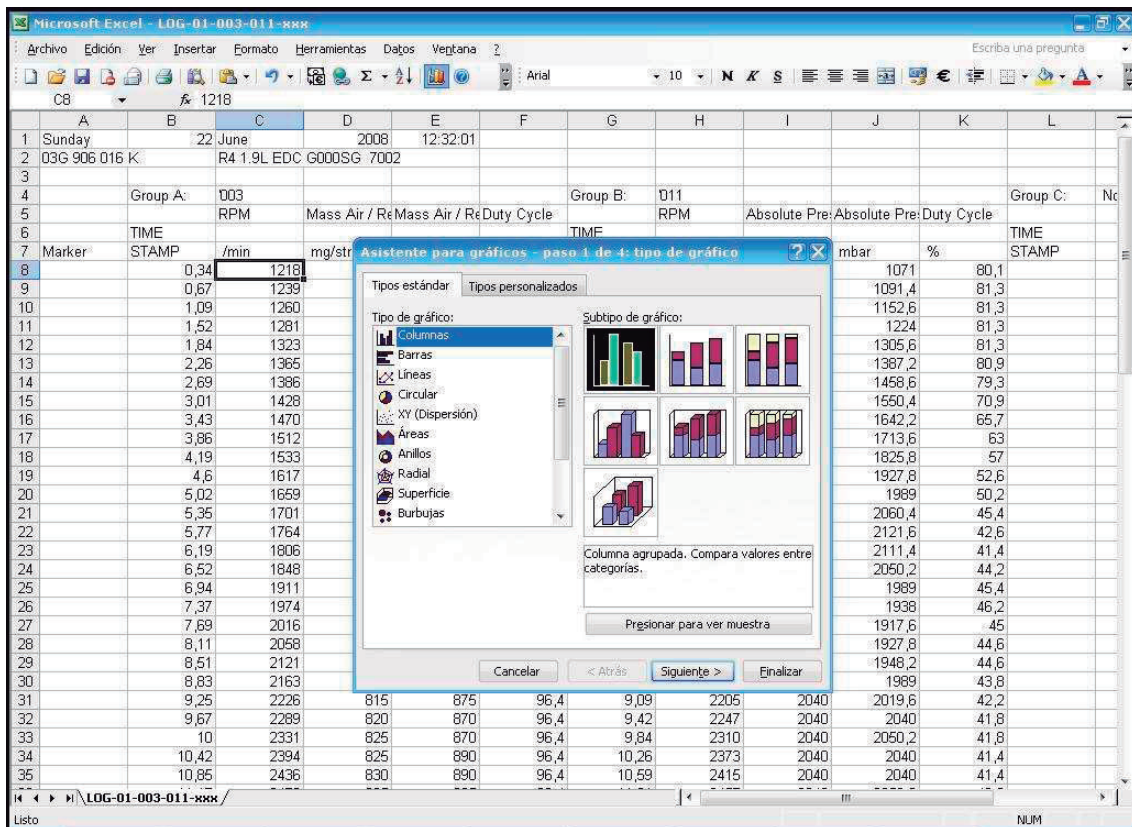 Microsoft Excel - LOG-01-003-011-xxx
Archivo Edición Ver Insertar Formato Herramientas Datos Ventana ? Escriba una pregunta
Arial 10 N K S € A
C8 fx 1218
A B C D E F G H I J K L
1 Sunday 22 June 2008 12:32:01
2 03G 906 016 K R4 1.9L EDC G000SG 7002
3
4 Group A: '003 Group B: '011 Group C: No
5 RPM Mass Air / Re Mass Air / Re Duty Cycle RPM Absolute Pre: Absolute Pre: Duty Cycle
6 TIME TIME TIME
7 Marker STAMP /min mg/str mbar % STAMP
8 0,34 1218 1071 80,1
9 0,67 1239 1091,4 81,3
10 1,09 1260 1152,6 81,3
11 1,52 1281 1224 81,3
12 1,84 1323 1305,6 81,3
13 2,26 1365 1387,2 80,9
14 2,69 1386 1458,6 79,3
15 3,01 1428 1550,4 70,9
16 3,43 1470 1642,2 65,7
17 3,86 1512 1713,6 63
18 4,19 1533 1825,8 57
19 4,6 1617 1927,8 52,6
20 5,02 1659 1989 50,2
21 5,35 1701 2060,4 45,4
22 5,77 1764 2121,6 42,6
23 6,19 1806 2111,4 41,4
24 6,52 1848 2050,2 44,2
25 6,94 1911 1989 45,4
26 7,37 1974 1938 46,2
27 7,69 2016 1917,6 45
28 8,11 2058 1927,8 44,6
29 8,51 2121 1948,2 44,6
30 8,83 2163 1989 43,8
31 9,25 2226 815 875 96,4 9,09 2205 2040 2019,6 42,2
32 9,67 2289 820 870 96,4 9,42 2247 2040 2040 41,8
33 10 2331 825 870 96,4 9,84 2310 2040 2050,2 41,8
34 10,42 2394 825 890 96,4 10,26 2373 2040 2040 41,4
35 10,85 2436 830 890 96,4 10,59 2415 2040 2040 41,4
Asistente para gráficos - paso 1 de 4: tipo de gráfico
Tipos estándar Tipos personalizados
Tipo de gráfico: Subtipo de gráfico:
Columnas
Barras
Líneas
Circular
XY (Dispersión)
Áreas
Anillos
Radial
Superficie
Burbujas
Columna agrupada. Compara valores entre
categorías.
Presionar para ver muestra
Cancelar < Atrás Siguiente > Finalizar
LOG-01-003-011-xxx
Listo NUM